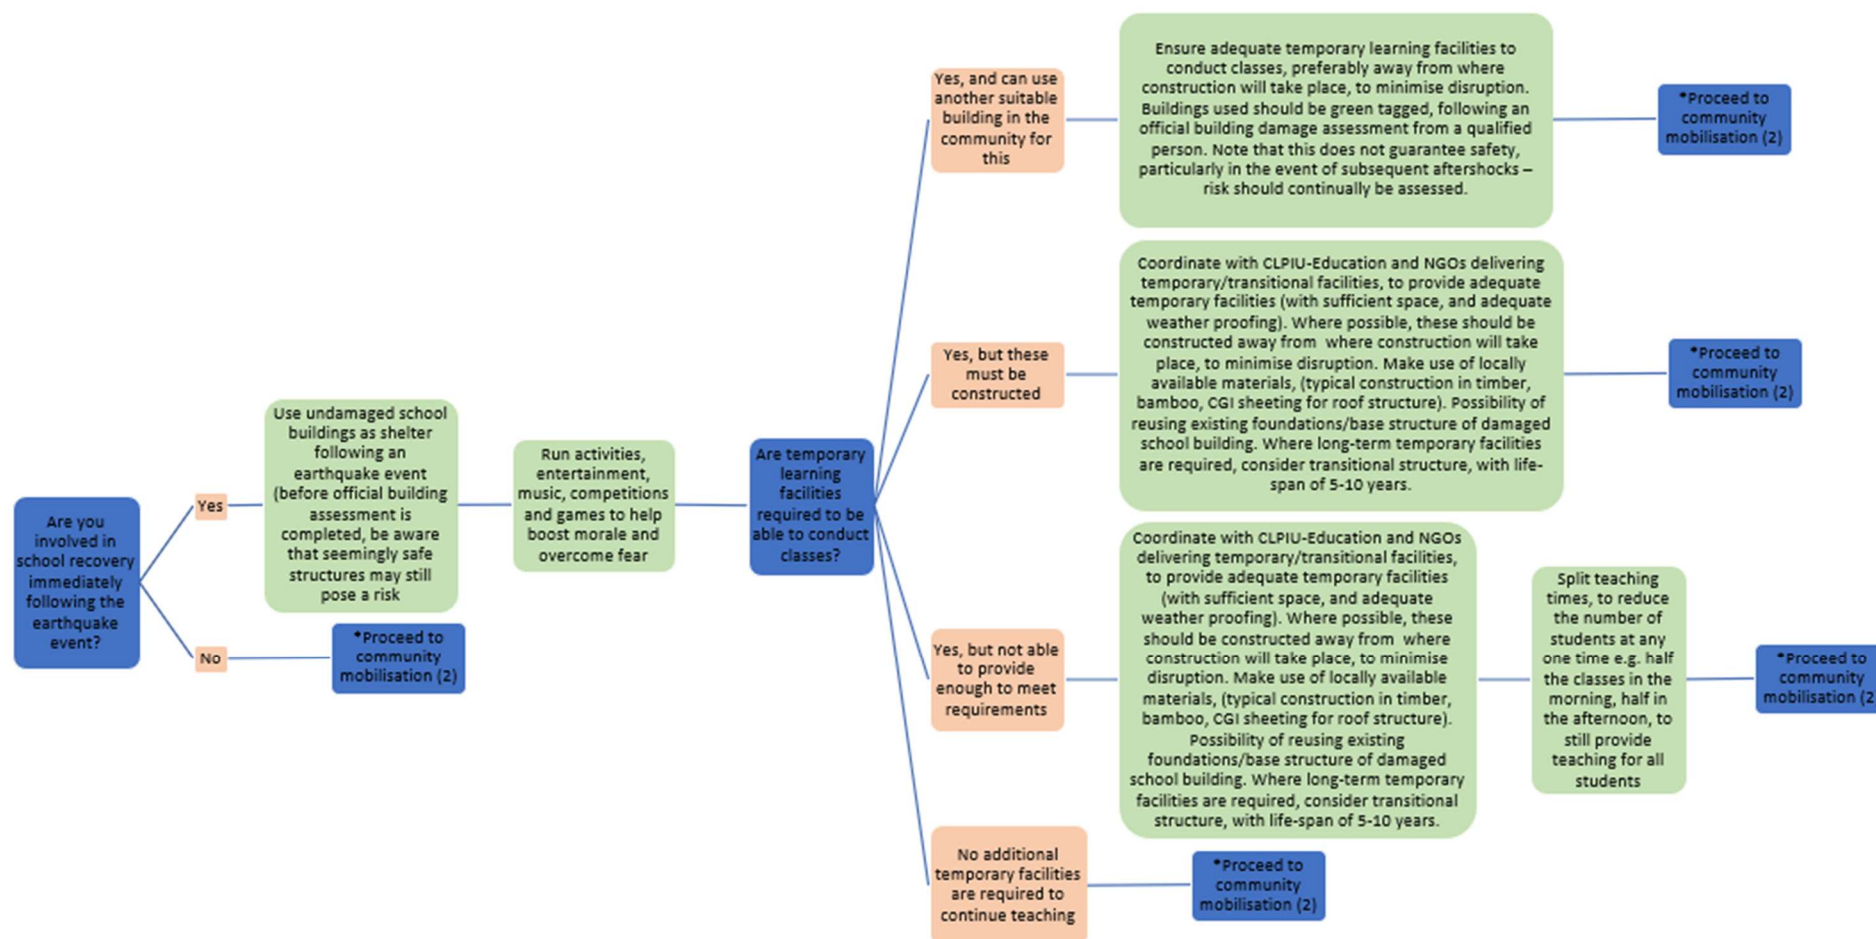 Are you
involved in
school recovery
immediately
following the
earthquake
event?
Yes
No
Use undamaged school
buildings as shelter
following an
earthquake event
(before official building
assessment is
completed, be aware
that seemingly safe
structures may still
pose a risk
*Proceed to
community
mobilisation (2)
Run activities,
entertainment,
music, competitions
and games to help
boost morale and
overcome fear
Are temporary
learning
facilities
required to be
able to conduct
classes?
Yes, and can use
another suitable
building in the
community for
this
Ensure adequate temporary learning facilities to
conduct classes, preferably away from where
construction will take place, to minimise disruption.
Buildings used should be green tagged, following an
official building damage assessment from a qualified
person. Note that this does not guarantee safety,
particularly in the event of subsequent aftershocks –
risk should continually be assessed.
*Proceed to
community
mobilisation (2)
Yes, but these
must be
constructed
Coordinate with CLPIU-Education and NGOs delivering
temporary/transitional facilities, to provide adequate
temporary facilities (with sufficient space, and adequate
weather proofing). Where possible, these should be
constructed away from where construction will take
place, to minimise disruption. Make use of locally
available materials, (typical construction in timber,
bamboo, CGI sheeting for roof structure). Possibility of
reusing existing foundations/base structure of damaged
school building. Where long-term temporary facilities
are required, consider transitional structure, with life-
span of 5-10 years.
*Proceed to
community
mobilisation (2)
Yes, but not able
to provide
enough to meet
requirements
Coordinate with CLPIU-Education and NGOs
delivering temporary/transitional facilities,
to provide adequate temporary facilities
(with sufficient space, and adequate
weather proofing). Where possible, these
should be constructed away from where
construction will take place, to minimise
disruption. Make use of locally available
materials, (typical construction in timber,
bamboo, CGI sheeting for roof structure).
Possibility of reusing existing
foundations/base structure of damaged
school building. Where long-term temporary
facilities are required, consider transitional
structure, with life-span of 5-10 years.
Split teaching
times, to reduce
the number of
students at any
one time e.g. half
the classes in the
morning, half in
the afternoon, to
still provide
teaching for all
students
*Proceed to
community
mobilisation (2
No additional
temporary facilities
are required to
continue teaching
*Proceed to
community
mobilisation (2)